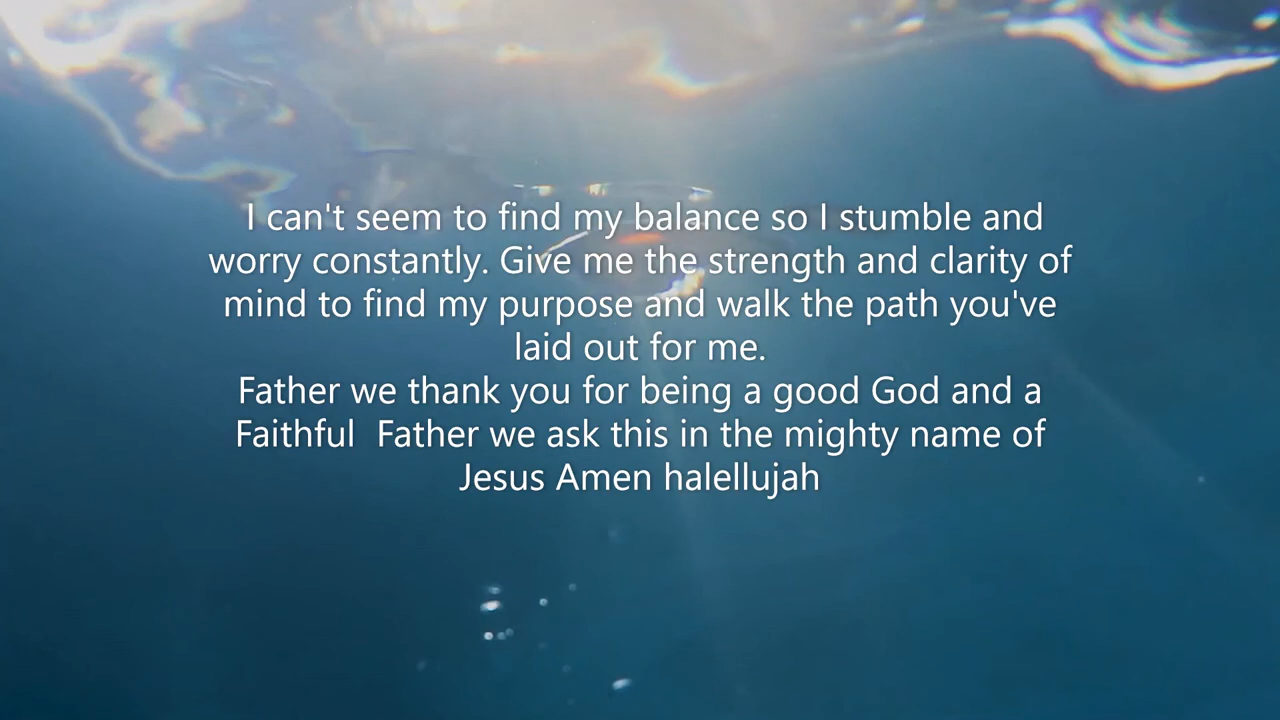 I can't seem to find my balance so I stumble and
worry constantly. Give me the strength and clarity of
mind to find my purpose and walk the path you've
laid out for me.
Father we thank you for being a good God and a
Faithful  Father we ask this in the mighty name of
Jesus Amen halellujah